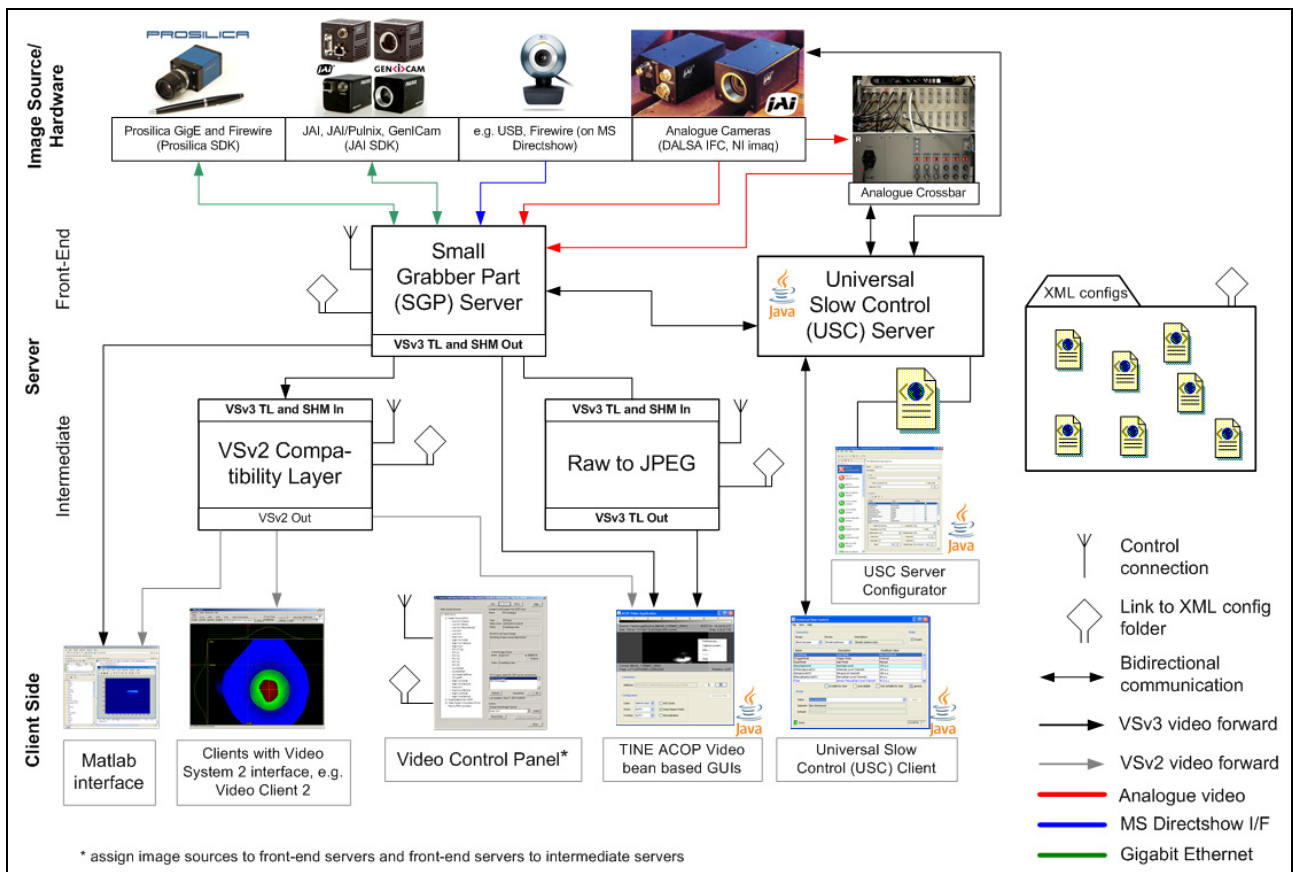 Image Source/
Hardware
PROSILICA
JAI
GEN<i>CAM
JAI
Prosilica GigE and Firewire
(Prosilica SDK)
JAI, JAI/Pulnix, GenICam
(JAI SDK)
e.g. USB, Firewire (on MS
Directshow)
Analogue Cameras
(DALSA IFC, NI imaq)
R
Analogue Crossbar
Server
Front-End
Small
Grabber Part
(SGP) Server
VSv3 TL and SHM Out
Java
Universal
Slow Control
(USC) Server
XML configs
Intermediate
VSv3 TL and SHM In
VSv2 Compa-
tibility Layer
VSv2 Out
VSv3 TL and SHM In
Raw to JPEG
VSv3 TL Out
Java
USC Server
Configurator
Control
connection
Link to XML config
folder
Bidirectional
communication
VSv3 video forward
VSv2 video forward
Analogue video
MS Directshow I/F
Gigabit Ethernet
Client Side
Matlab
interface
Clients with Video
System 2 interface, e.g.
Video Client 2
Video Control Panel*
Java
TINE ACOP Video
bean based GUIs
Java
Universal Slow
Control (USC) Client
* assign image sources to front-end servers and front-end servers to intermediate servers